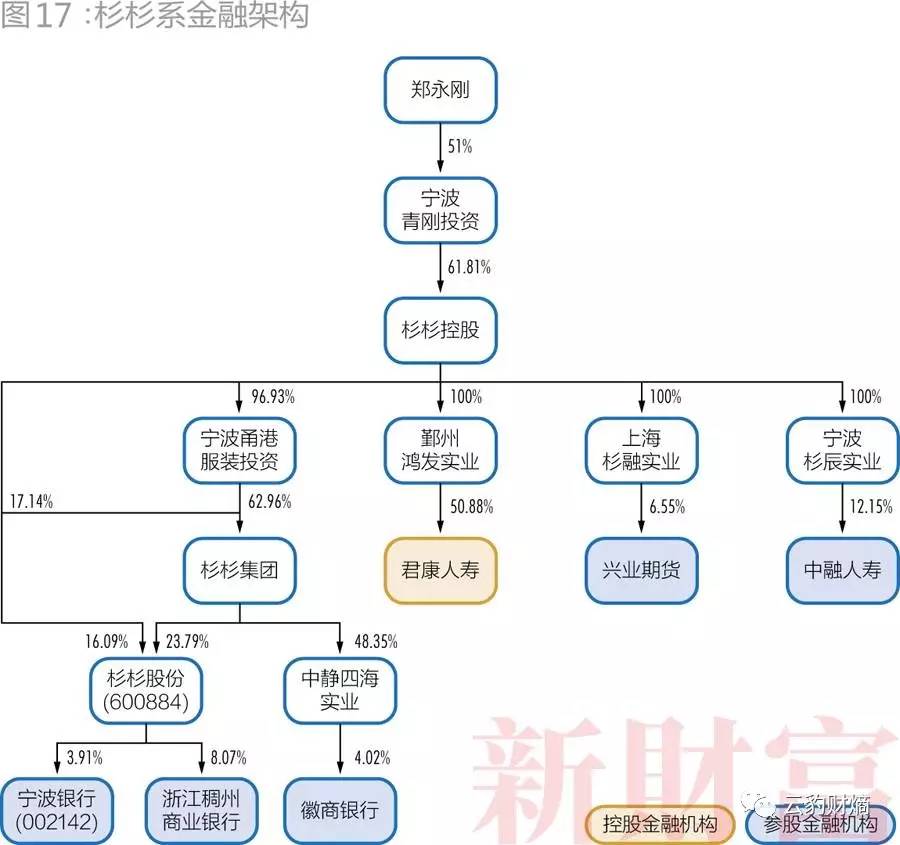 图17:杉杉系金融架构
郑永刚
51%
宁波
青刚投资
61.81%
杉杉控股
96.93%
100%
100%
100%
宁波甬港
服装投资
鄞州
鸿发实业
上海
杉融实业
宁波
杉辰实业
17.14%
62.96%
50.88%
6.55%
12.15%
杉杉集团
君康人寿
兴业期货
中融人寿
16.09%
23.79%
48.35%
杉杉股份
(600884)
中静四海
实业
3.91%
8.07%
4.02%
宁波银行
(002142)
浙江稠州
商业银行
徽商银行
新财富
云豹财熵
控股金融机构
参股金融机构